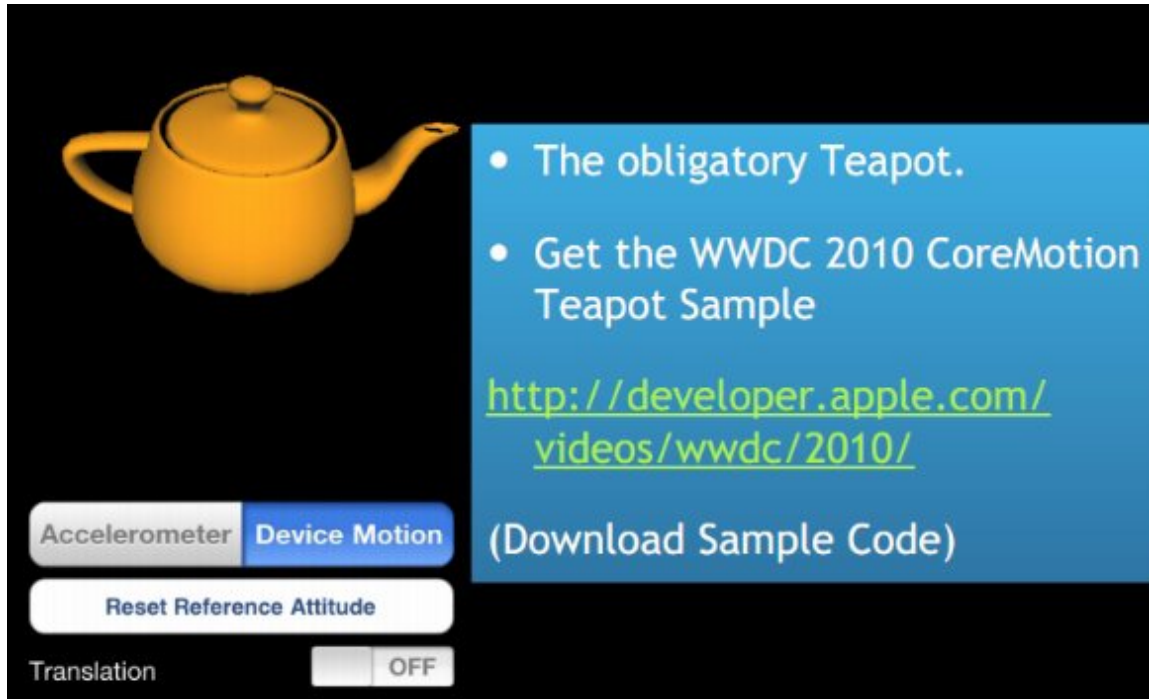 • The obligatory Teapot.
• Get the WWDC 2010 CoreMotion
Teapot Sample
http://developer.apple.com/
videos/wwdc/2010/
(Download Sample Code)
Accelerometer Device Motion
Reset Reference Attitude
Translation OFF